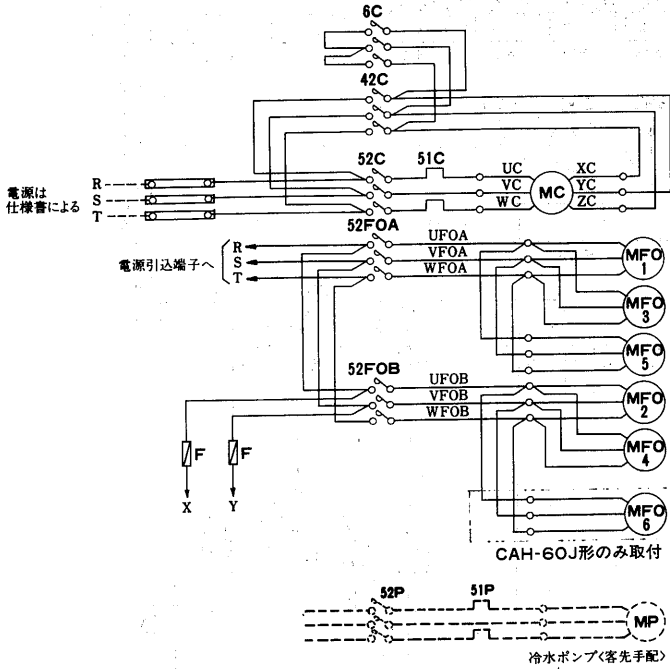 6C
42C
52C 51C
UC XC
VC MC YC
WC ZC
電源は
仕様書による
R
S
T
52FOA
電源引込端子へ
R
S
T
UFOA
VFOA
WFOA
MFO
1
MFO
3
MFO
5
52FOB
UFOB
VFOB
WFOB
MFO
2
MFO
4
F F
X Y
MFO
6
CAH-60J形のみ取付
52P 51P
MP
冷水ポンプ<客先手配>